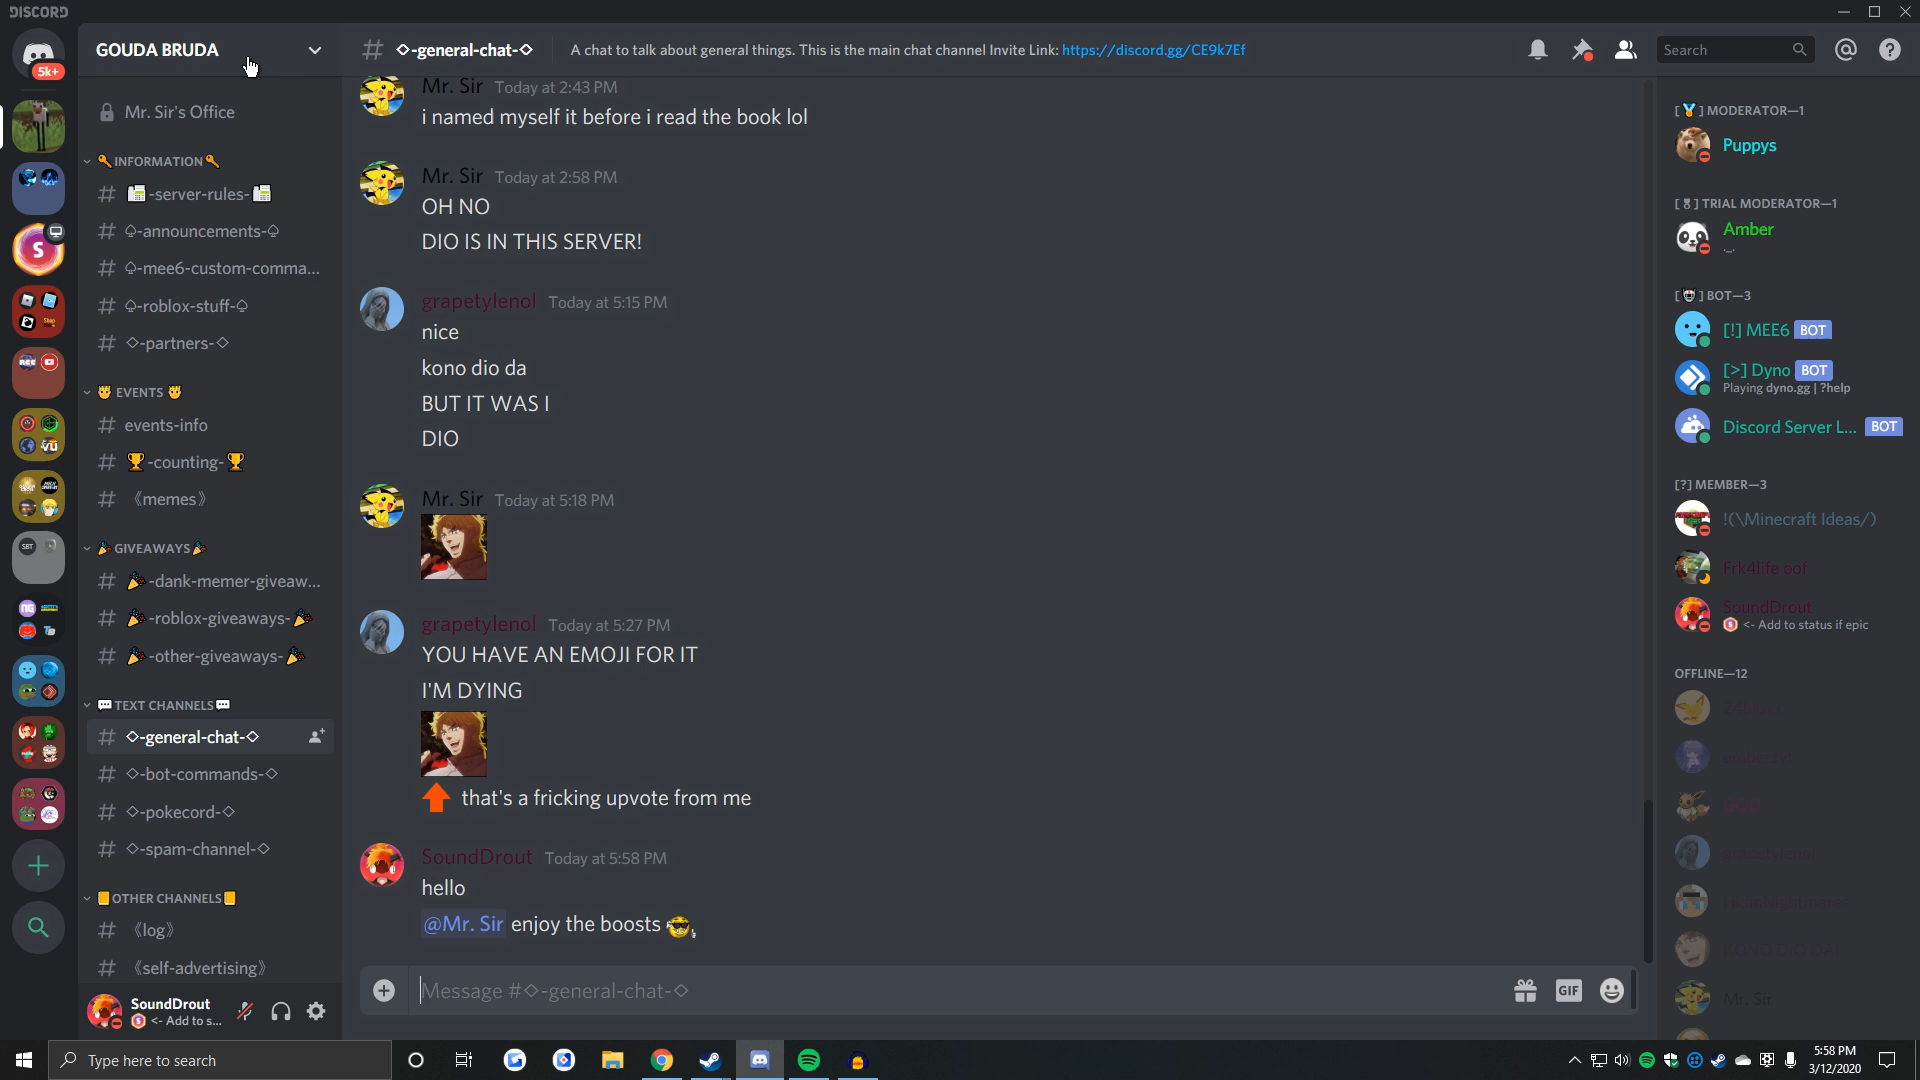 DISCORD
5k+
GOUDA BRUDA
Mr. Sir's Office
INFORMATION
-server-rules-
-announcements-
-mee6-custom-comma...
-roblox-stuff-
-partners-
EVENTS
events-info
-counting-
《memes》
GIVEAWAYS
-dank-memer-giveaw...
-roblox-giveaways-
-other-giveaways-
TEXT CHANNELS
-general-chat-
-bot-commands-
-pokecord-
-spam-channel-
OTHER CHANNELS
《log》
《self-advertising》
SoundDrout
<- Add to s...
# ◇-general-chat-◇
A chat to talk about general things. This is the main chat channel Invite Link: https://discord.gg/CE9k7Ef
Search
Mr. Sir Today at 2:43 PM
i named myself it before i read the book lol
Mr. Sir Today at 2:58 PM
OH NO
DIO IS IN THIS SERVER!
grapetylenol Today at 5:15 PM
nice
kono dio da
BUT IT WAS I
DIO
Mr. Sir Today at 5:18 PM
grapetylenol Today at 5:27 PM
YOU HAVE AN EMOJI FOR IT
I'M DYING
that's a fricking upvote from me
SoundDrout Today at 5:58 PM
hello
@Mr. Sir enjoy the boosts
Message #◇-general-chat-◇
GIF
[🏅] MODERATOR—1
Puppys
[🎖] TRIAL MODERATOR—1
Amber
._.
[🤖] BOT—3
[!] MEE6 BOT
[>] Dyno BOT
Playing dyno.gg | ?help
Discord Server L... BOT
[?] MEMBER—3
!(\Minecraft Ideas/)
Frk4life oof
SoundDrout
<- Add to status if epic
OFFLINE—12
grapetylenol
Mr. Sir
Type here to search
5:58 PM
3/12/2020